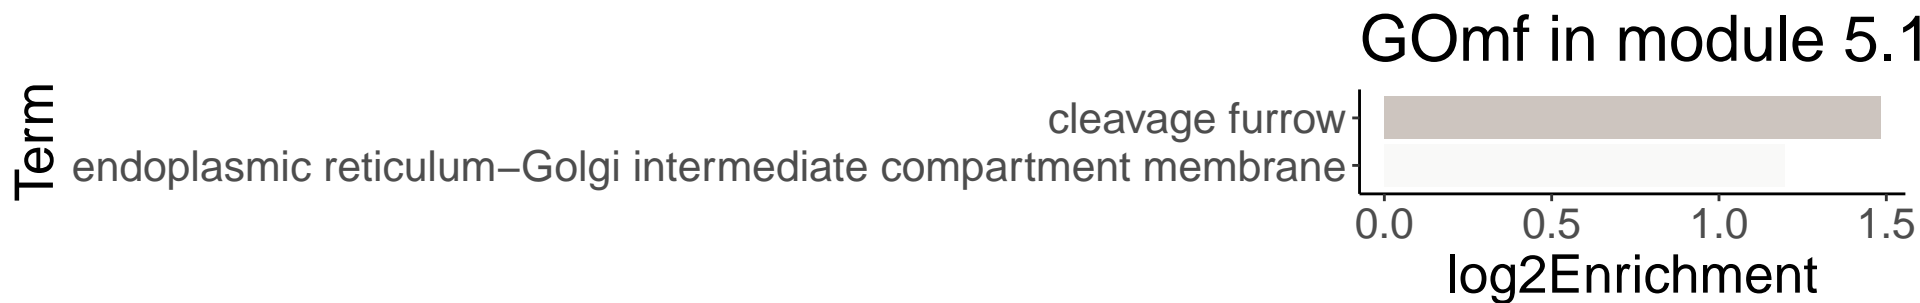 GOmf in module 5.1
Term
cleavage furrow
endoplasmic reticulum−Golgi intermediate compartment membrane
0.0 0.5 1.0 1.5
log2Enrichment